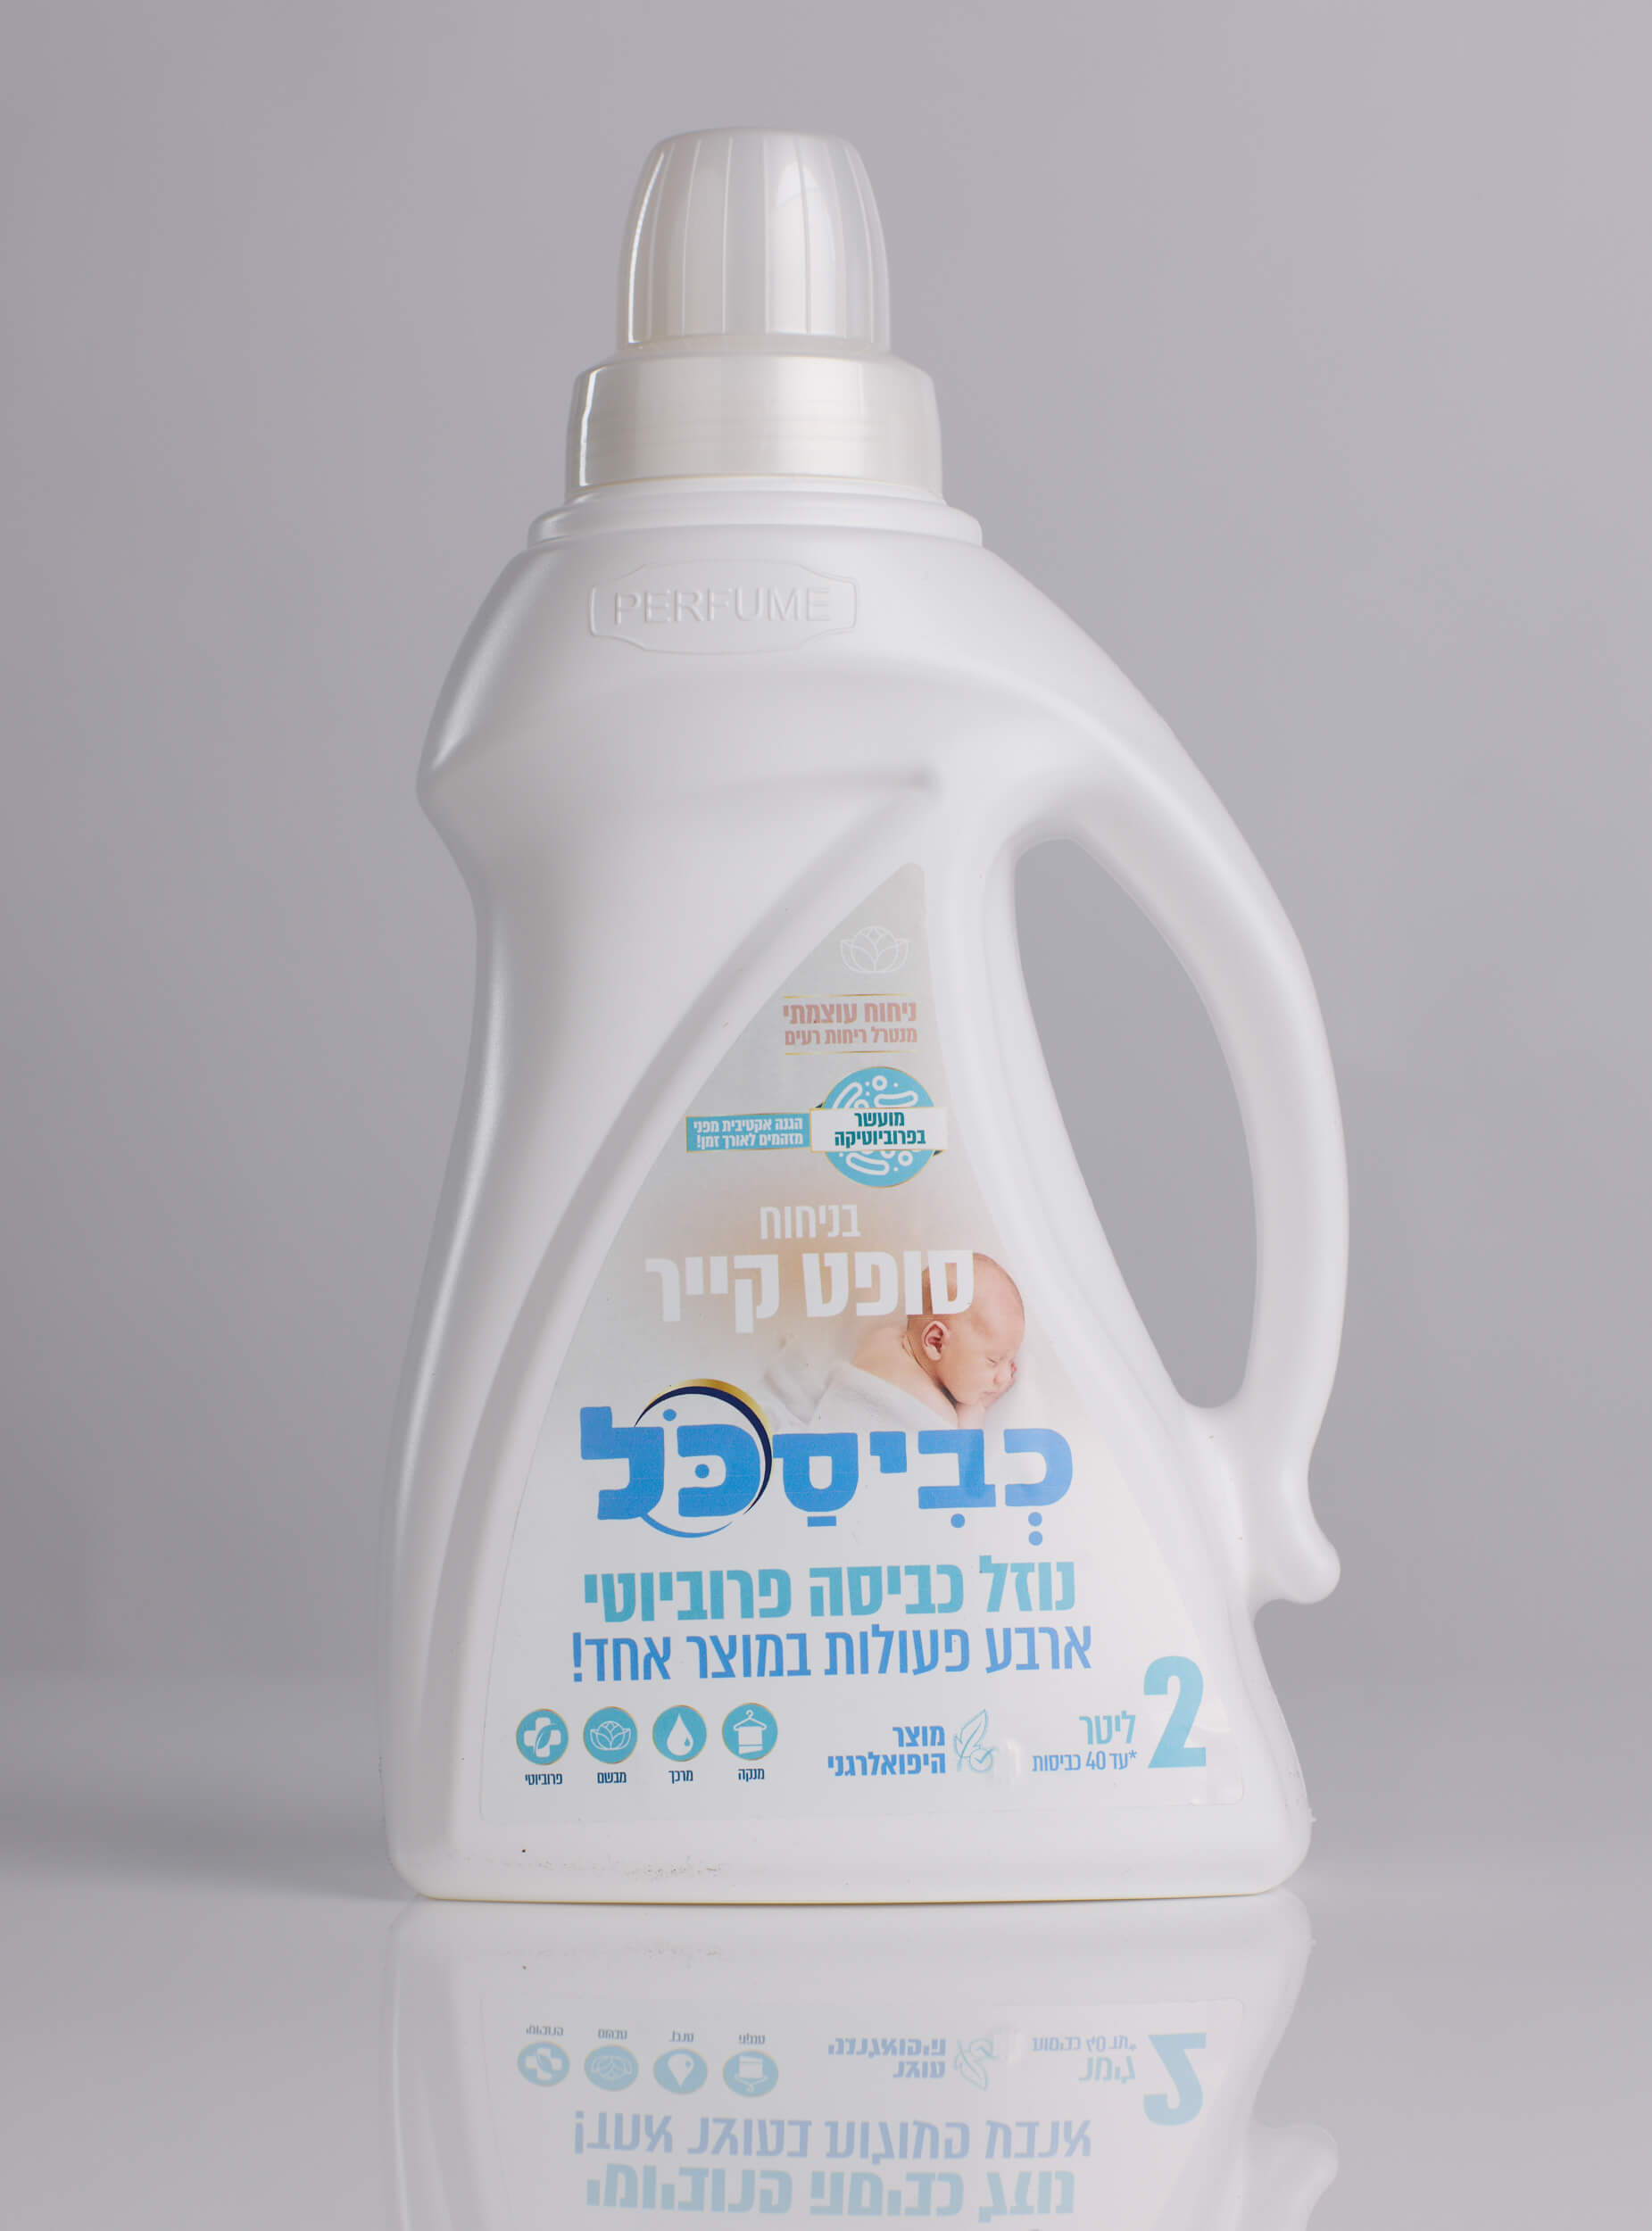 PERFUME
ניחוח עוצמתי
מנטרל ריחות רעים
מועשר
בפרוביוטיקה
הגנה אקטיבית מפני
מזהמים לאורך זמן!
בניחוח
סופט קייר
כְּבִיסַכֹּל
נוזל כביסה פרוביוטי
ארבע פעולות במוצר אחד!
2 ליטר
*עד 40 כביסות
מוצר
היפואלרגני
מנקה
מרכך
מבשם
פרוביוטי